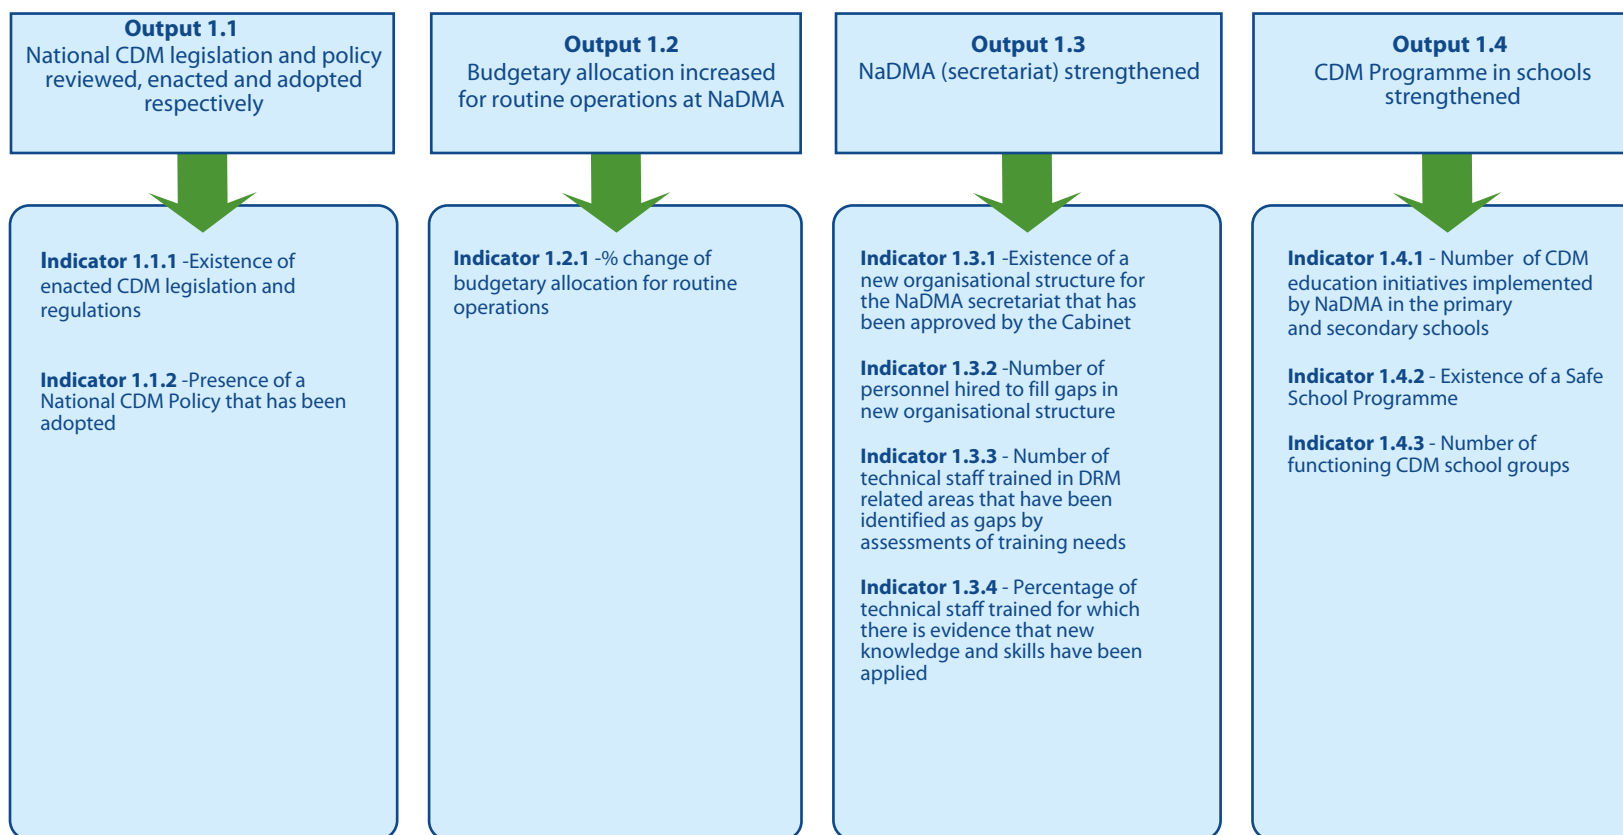 Output 1.1
National CDM legislation and policy
reviewed, enacted and adopted
respectively
Output 1.2
Budgetary allocation increased
for routine operations at NaDMA
Output 1.3
NaDMA (secretariat) strengthened
Output 1.4
CDM Programme in schools
strengthened
Indicator 1.1.1 -Existence of
enacted CDM legislation and
regulations
Indicator 1.1.2 -Presence of a
National CDM Policy that has been
adopted
Indicator 1.2.1 -% change of
budgetary allocation for routine
operations
Indicator 1.3.1 -Existence of a
new organisational structure for
the NaDMA secretariat that has
been approved by the Cabinet
Indicator 1.3.2 -Number of
personnel hired to fill gaps in
new organisational structure
Indicator 1.3.3 - Number of
technical staff trained in DRM
related areas that have been
identified as gaps by
assessments of training needs
Indicator 1.3.4 - Percentage of
technical staff trained for which
there is evidence that new
knowledge and skills have been
applied
Indicator 1.4.1 - Number of CDM
education initiatives implemented
by NaDMA in the primary
and secondary schools
Indicator 1.4.2 - Existence of a Safe
School Programme
Indicator 1.4.3 - Number of
functioning CDM school groups